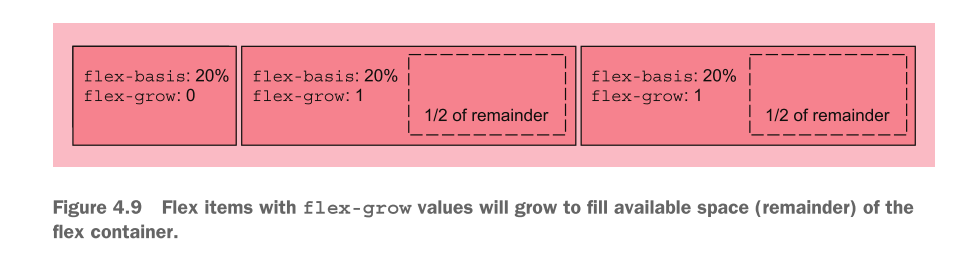 flex-basis: 20%
flex-grow: 0
flex-basis: 20%
flex-grow: 1
1/2 of remainder
flex-basis: 20%
flex-grow: 1
1/2 of remainder
Figure 4.9 Flex items with flex-grow values will grow to fill available space (remainder) of the
flex container.